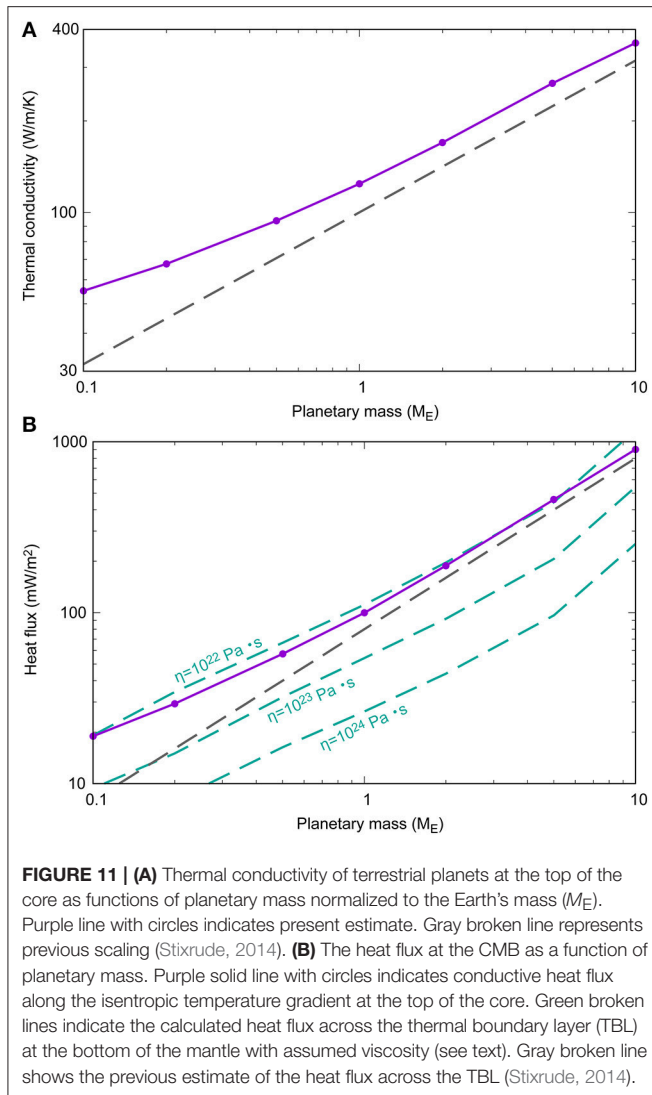 A
400
100
30
Thermal conductivity (W/m/K)
0.1
1
10
Planetary mass (M_E)
B
1000
100
10
Heat flux (mW/m²)
η=10²² Pa・s
η=10²³ Pa・s
η=10²⁴ Pa・s
0.1
1
10
Planetary mass (M_E)
FIGURE 11 | (A) Thermal conductivity of terrestrial planets at the top of the
core as functions of planetary mass normalized to the Earth's mass (M_E).
Purple line with circles indicates present estimate. Gray broken line represents
previous scaling (Stixrude, 2014). (B) The heat flux at the CMB as a function of
planetary mass. Purple solid line with circles indicates conductive heat flux
along the isentropic temperature gradient at the top of the core. Green broken
lines indicate the calculated heat flux across the thermal boundary layer (TBL)
at the bottom of the mantle with assumed viscosity (see text). Gray broken line
shows the previous estimate of the heat flux across the TBL (Stixrude, 2014).